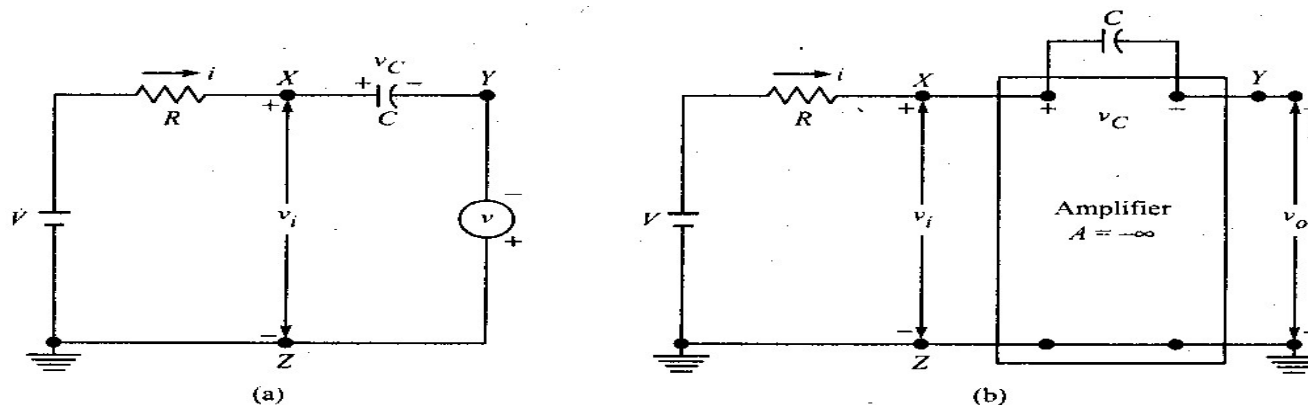 C
i
X
v_C
Y
+
−
R
+
C
V
v_i
−
v
+
−
Z
(a)
i
X
Y
R
+
+
−
v_C
V
v_i
Amplifier
A = −∞
v_o
−
Z
(b)